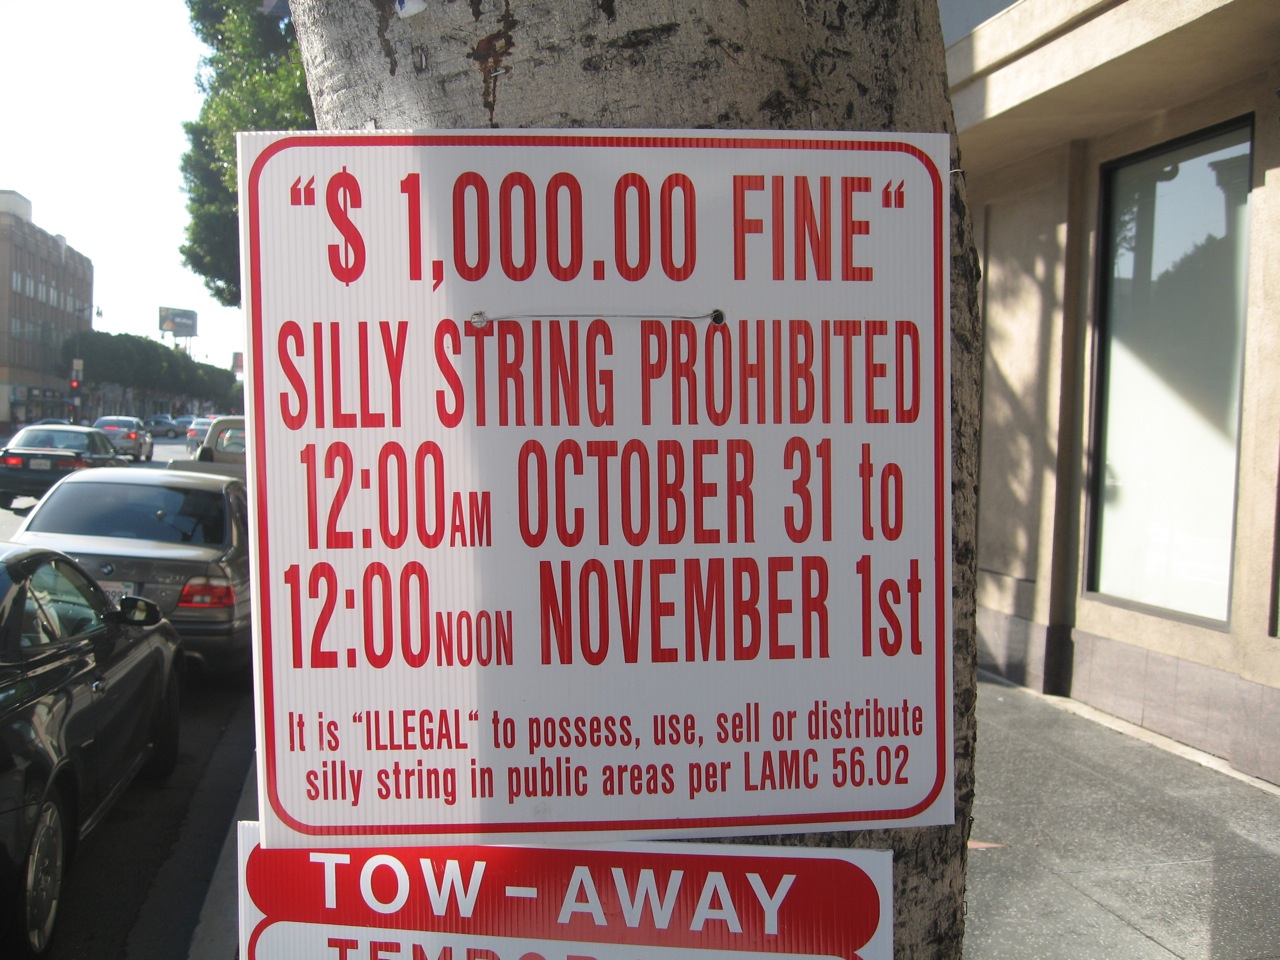 “$ 1,000.00 FINE“
SILLY STRING PROHIBITED
12:00AM OCTOBER 31 to
12:00NOON NOVEMBER 1st
It is “ILLEGAL“ to possess, use, sell or distribute
silly string in public areas per LAMC 56.02
TOW-AWAY